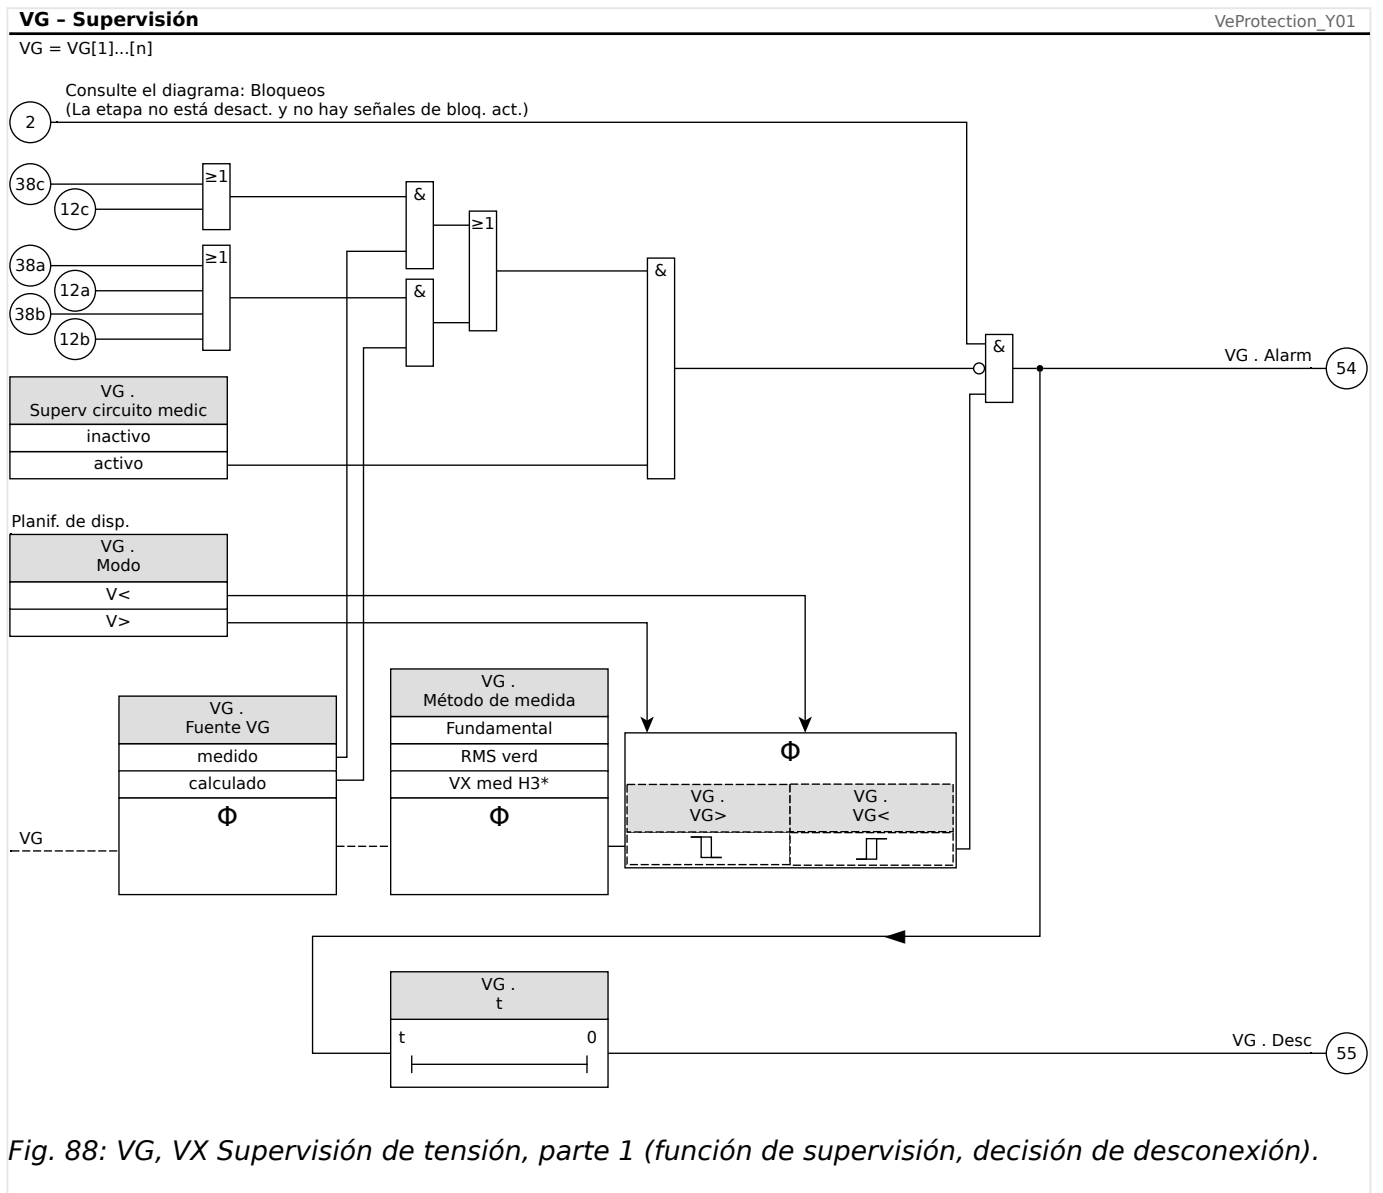 VG – Supervisión
VeProtection_Y01
VG = VG[1]...[n]
Consulte el diagrama: Bloqueos
(La etapa no está desact. y no hay señales de bloq. act.)
2
38c
12c
≥1
&
≥1
38a
12a
38b
12b
≥1
&
&
&
VG . Alarm
54
VG .
Superv circuito medic
inactivo
activo
Planif. de disp.
VG .
Modo
V<
V>
VG .
Fuente VG
medido
calculado
Φ
VG
VG .
Método de medida
Fundamental
RMS verd
VX med H3*
Φ
Φ
VG .
VG>
VG .
VG<
VG .
t
t
0
VG . Desc
55
Fig. 88: VG, VX Supervisión de tensión, parte 1 (función de supervisión, decisión de desconexión).